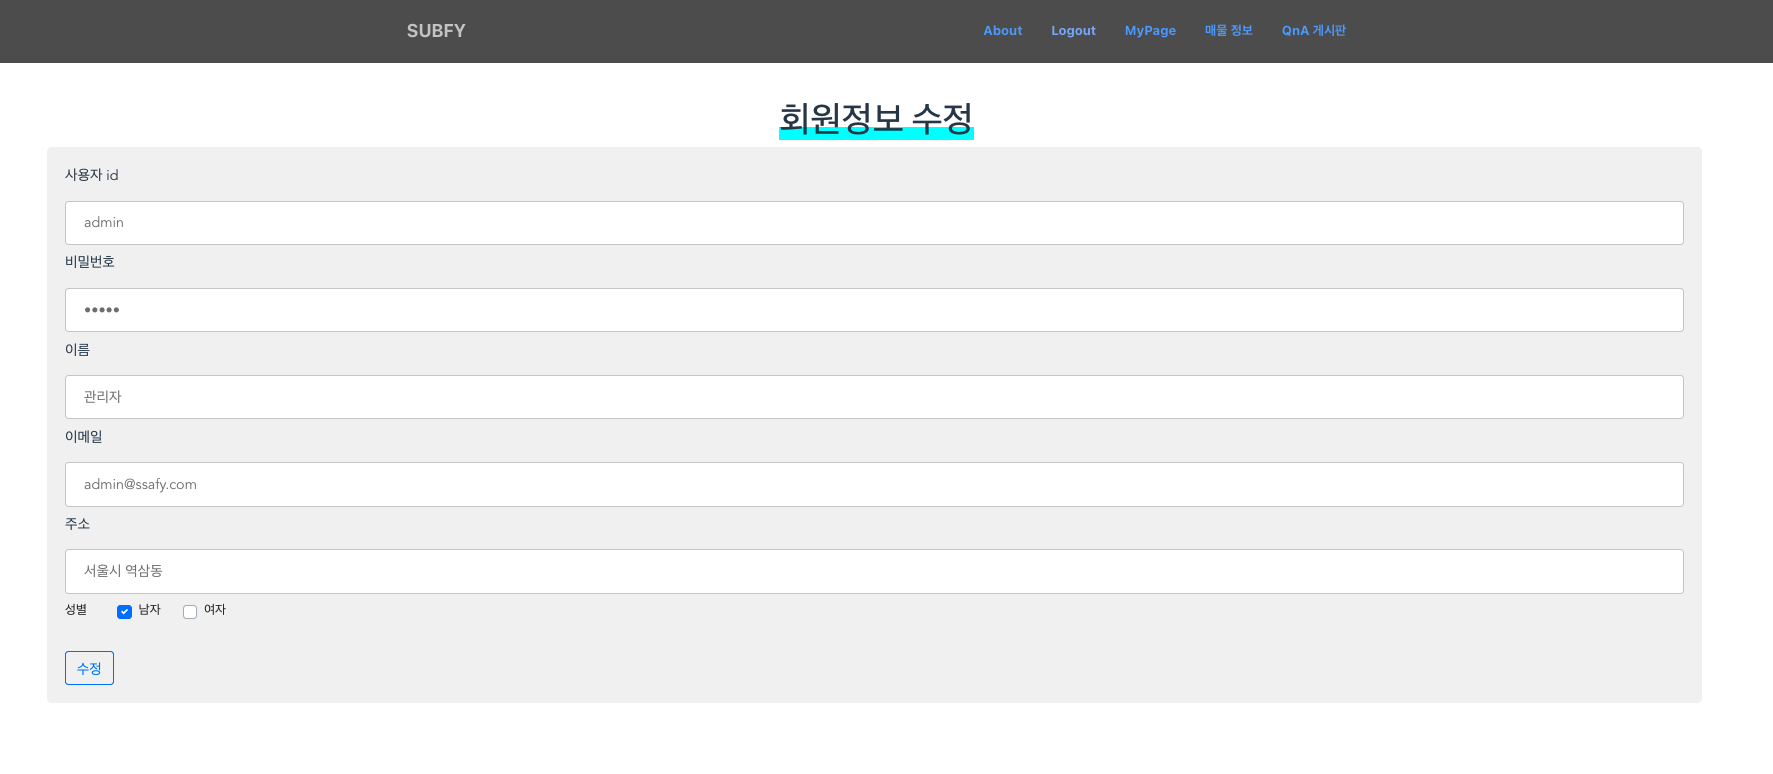 SUBFY About Logout MyPage 매물 정보 QnA 게시판
회원정보 수정
사용자 id
admin
비밀번호
•••••
이름
관리자
이메일
admin@ssafy.com
주소
서울시 역삼동
성별 남자 여자
수정